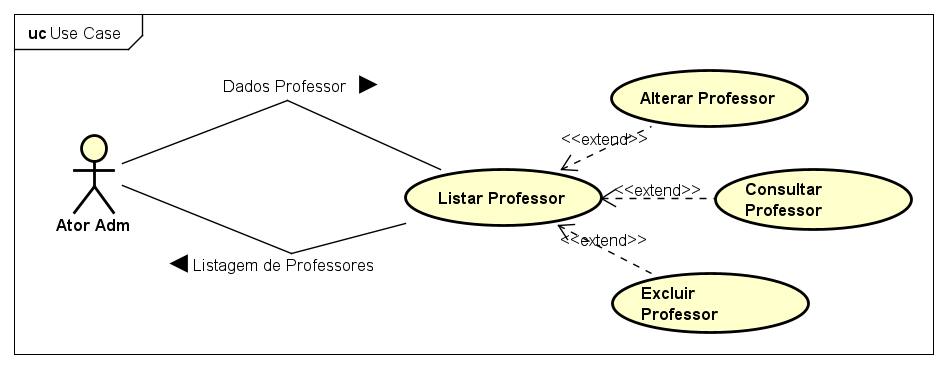 uc Use Case
Dados Professor
Alterar Professor
<<extend>>
Ator Adm
Listar Professor
<<extend>>
Consultar
Professor
<<extend>>
Listagem de Professores
Excluir
Professor